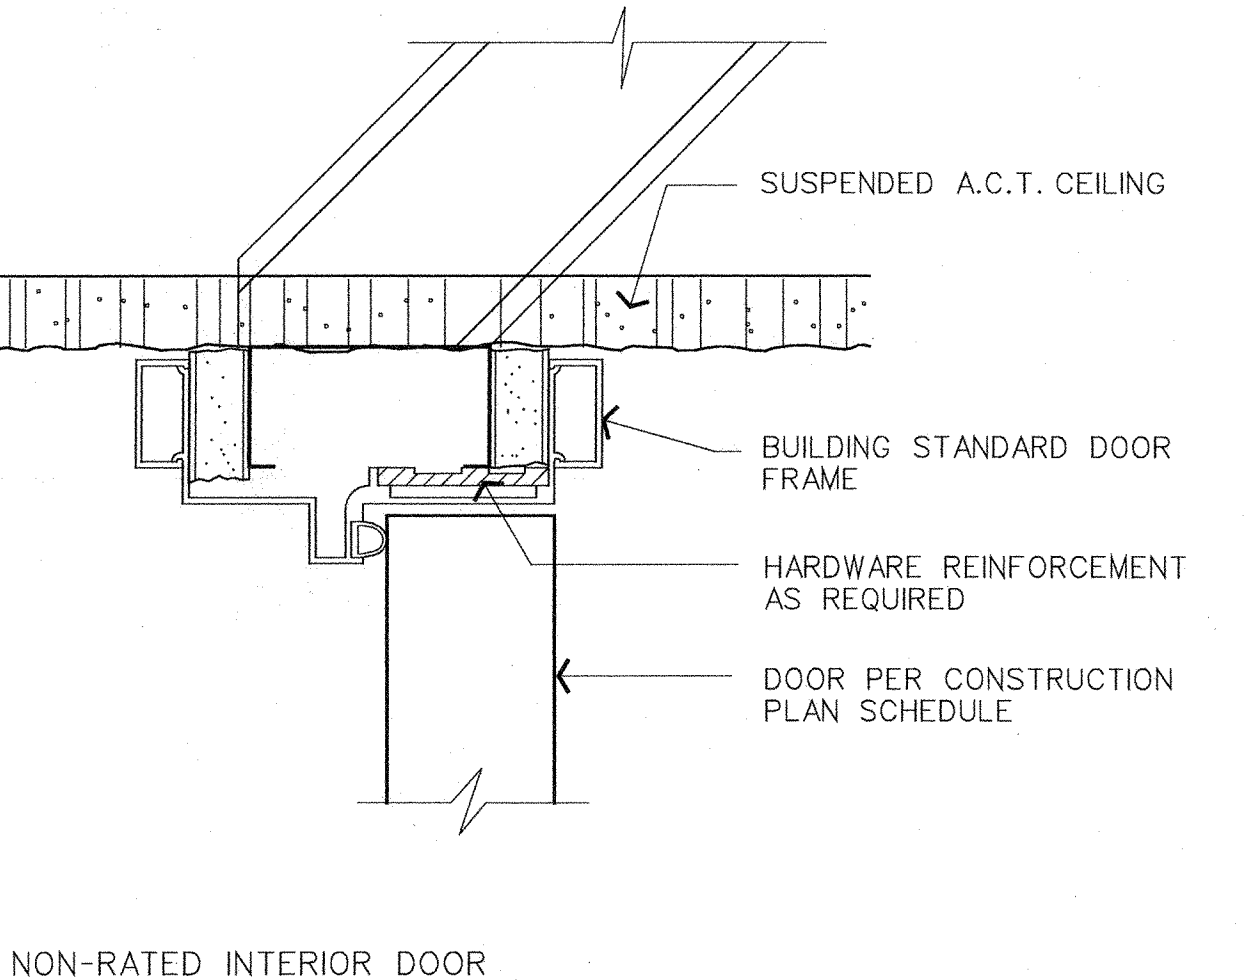 SUSPENDED A.C.T. CEILING
BUILDING STANDARD DOOR
FRAME
HARDWARE REINFORCEMENT
AS REQUIRED
DOOR PER CONSTRUCTION
PLAN SCHEDULE
NON-RATED INTERIOR DOOR